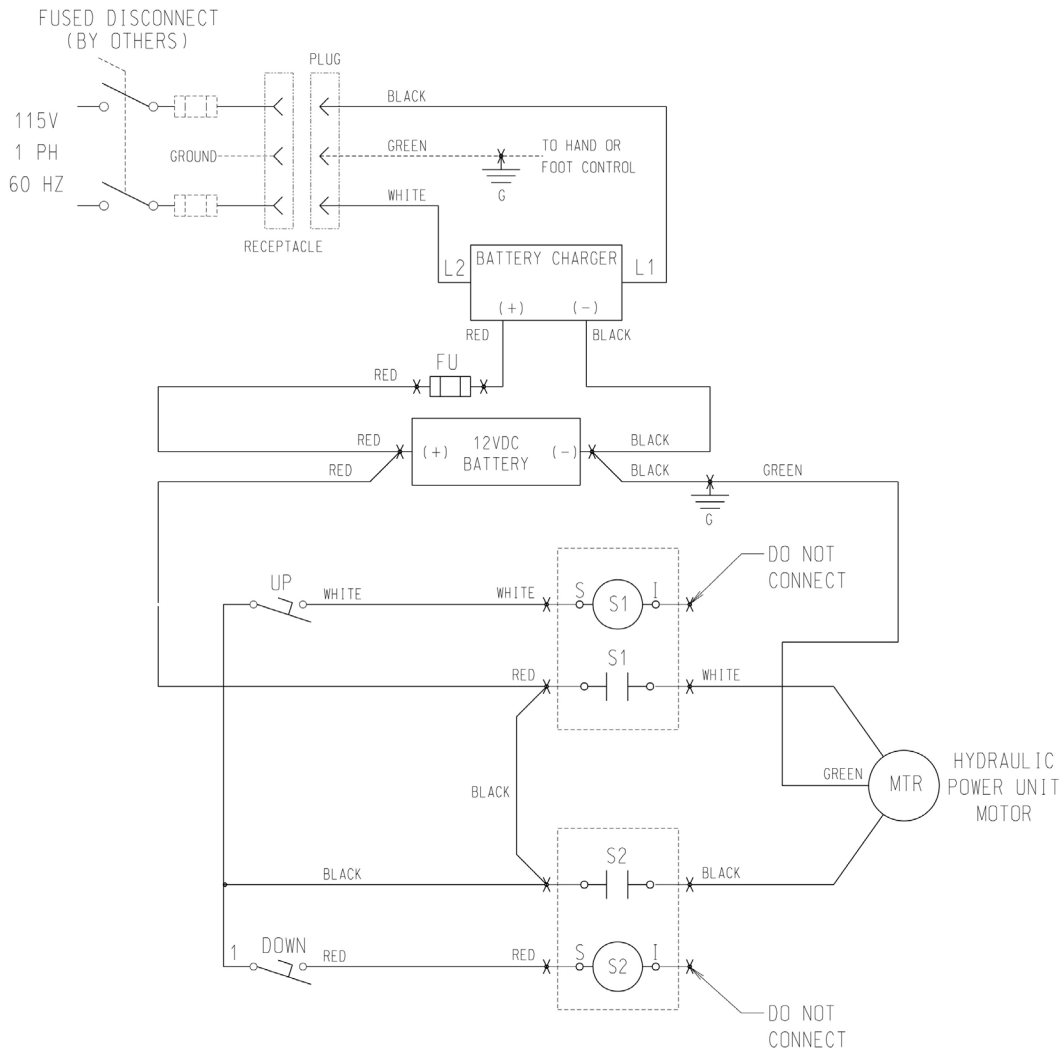 FUSED DISCONNECT
(BY OTHERS)
PLUG
BLACK
115V
1 PH
60 HZ
GROUND
GREEN
TO HAND OR
FOOT CONTROL
G
WHITE
RECEPTACLE
L2
BATTERY CHARGER
L1
(+)
(-)
RED
BLACK
FU
RED
RED
(+)
12VDC
BATTERY
(-)
BLACK
RED
BLACK
GREEN
G
DO NOT
CONNECT
UP
WHITE
WHITE
S
S1
I
S1
RED
WHITE
HYDRAULIC
POWER UNIT
MOTOR
GREEN
MTR
BLACK
S2
BLACK
BLACK
1
DOWN
RED
RED
S
S2
I
DO NOT
CONNECT